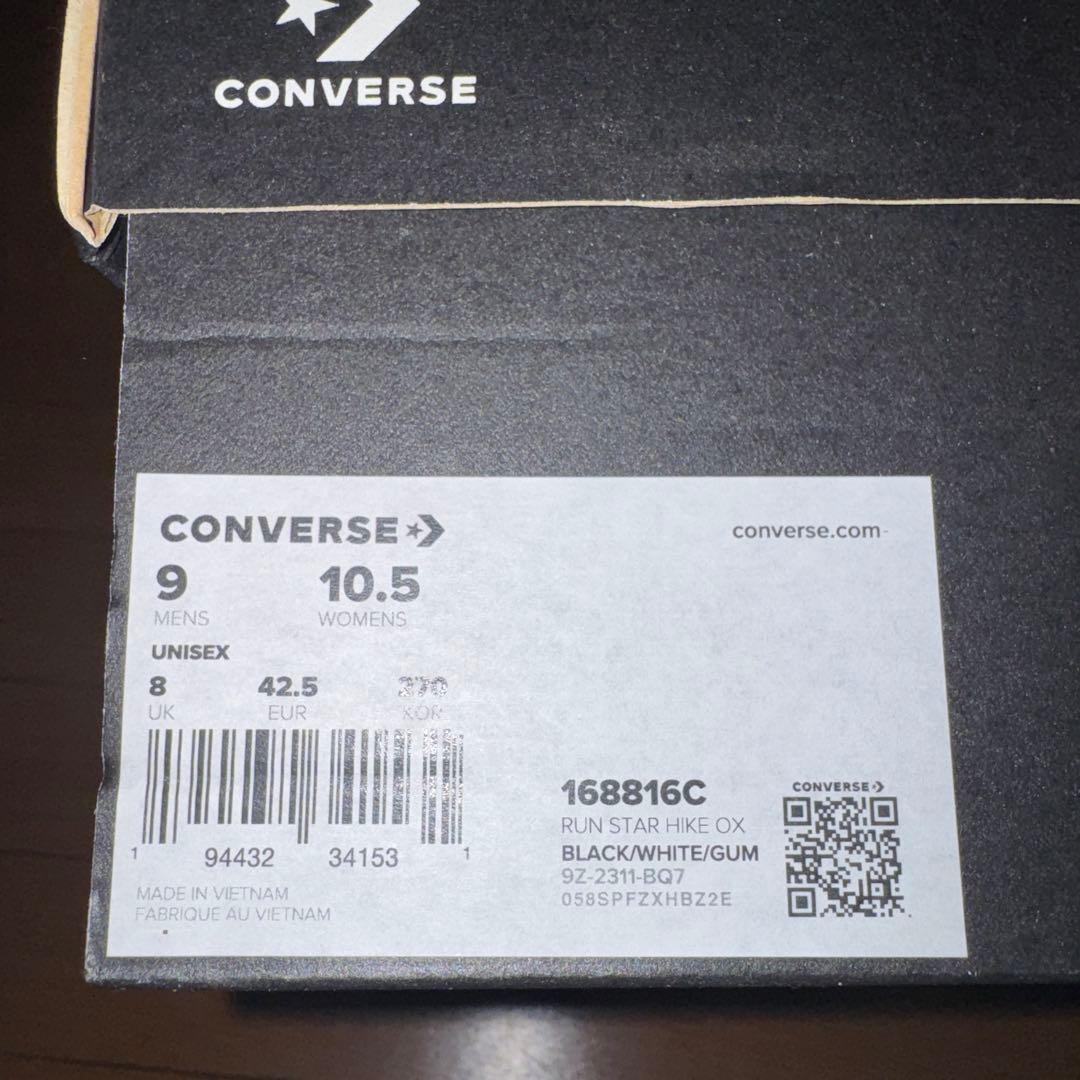 CONVERSE
CONVERSE
converse.com
9 10.5
MENS WOMENS
UNISEX
8 42.5 270
UK EUR KOR
1 94432 34153 1
MADE IN VIETNAM
FABRIQUE AU VIETNAM
168816C
RUN STAR HIKE OX
BLACK/WHITE/GUM
9Z-2311-BQ7
058SPFZXHBZ2E
CONVERSE